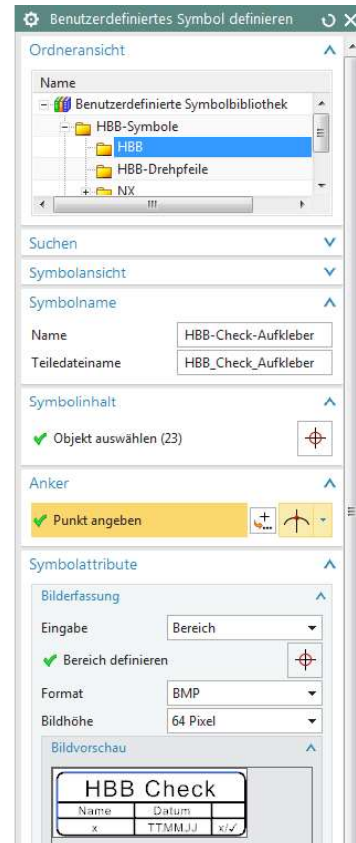 Benutzerdefiniertes Symbol definieren
Ordneransicht
Name
Benutzerdefinierte Symbolbibliothek
HBB-Symbole
HBB
HBB-Drehpfeile
NX
Suchen
Symbolansicht
Symbolname
Name HBB-Check-Aufkleber
Teiledateiname HBB_Check_Aufkleber
Symbolinhalt
Objekt auswählen (23)
Anker
Punkt angeben
Symbolattribute
Bilderfassung
Eingabe Bereich
Bereich definieren
Format BMP
Bildhöhe 64 Pixel
Bildvorschau
HBB Check
Name Datum
x TTMMJJ x/✓